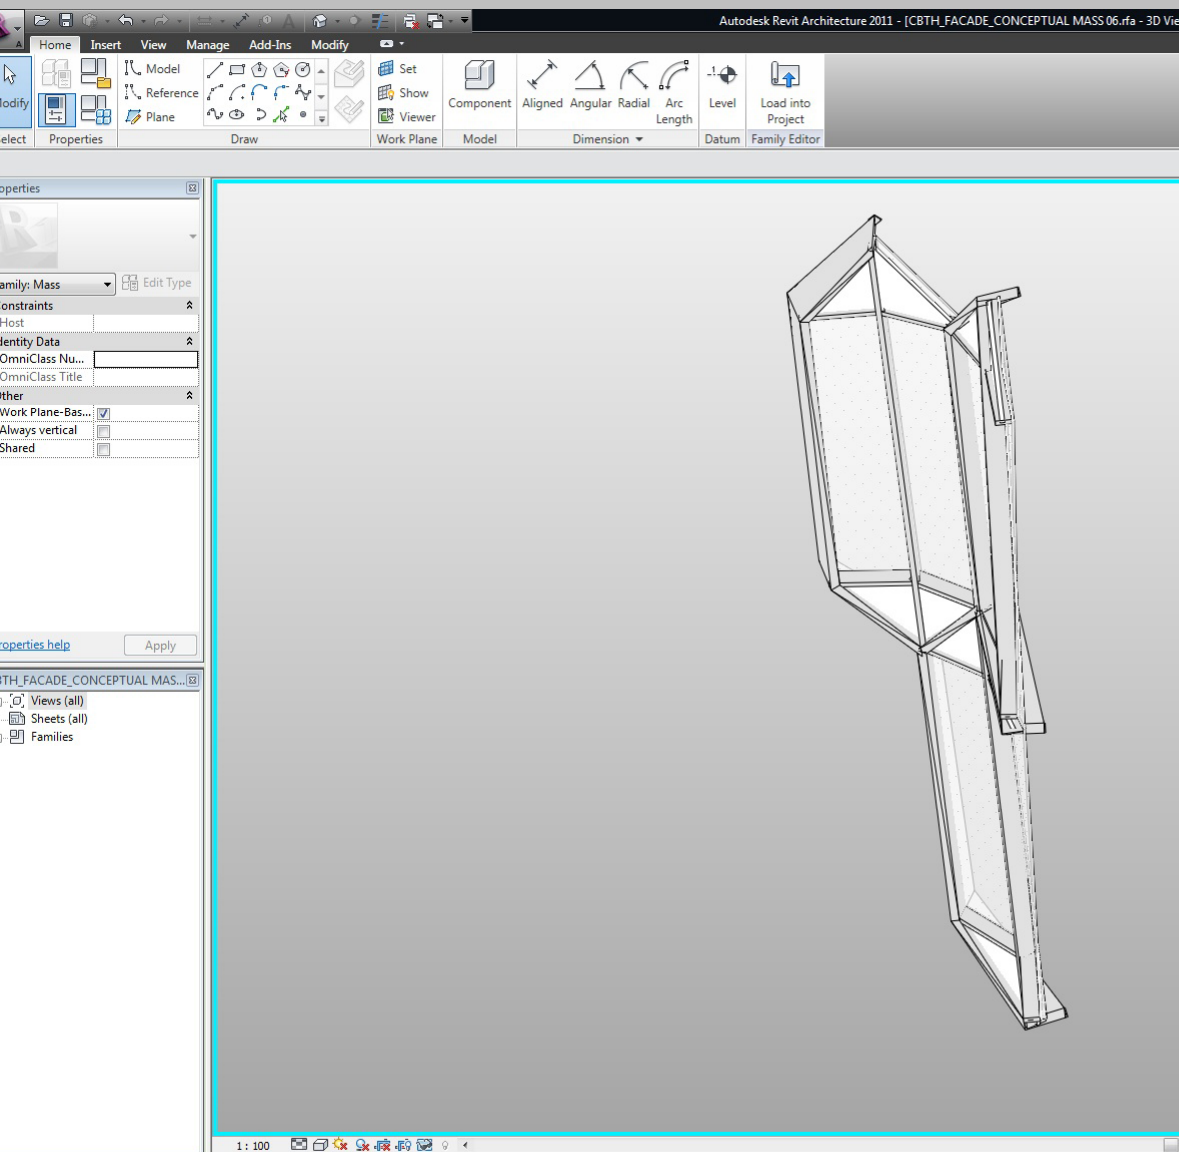 Autodesk Revit Architecture 2011 - [CBTH_FACADE_CONCEPTUAL MASS 06.rfa - 3D Vie
A
Home Insert View Manage Add-Ins Modify
Model
Reference
Plane
Set
Show
Viewer
odify
Component
Aligned Angular Radial Arc
Length
Level
Load into
Project
elect Properties Draw Work Plane Model Dimension Datum Family Editor
operties
R
amily: Mass Edit Type
onstraints
Host
dentity Data
OmniClass Nu...
OmniClass Title
ther
Work Plane-Bas...
Always vertical
Shared
roperties help Apply
BTH_FACADE_CONCEPTUAL MAS...
Views (all)
Sheets (all)
Families
1 : 100